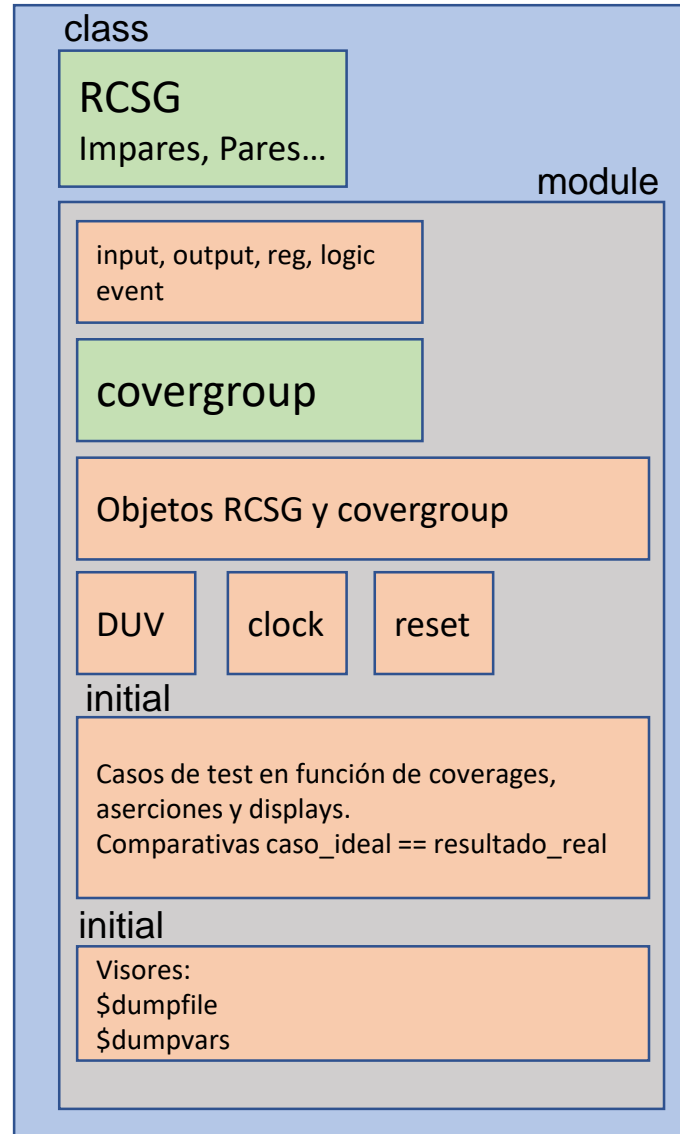 class
RCSG
Impares, Pares…
module
input, output, reg, logic
event
covergroup
Objetos RCSG y covergroup
DUV
clock
reset
initial
Casos de test en función de coverages,
aserciones y displays.
Comparativas caso_ideal == resultado_real
initial
Visores:
$dumpfile
$dumpvars